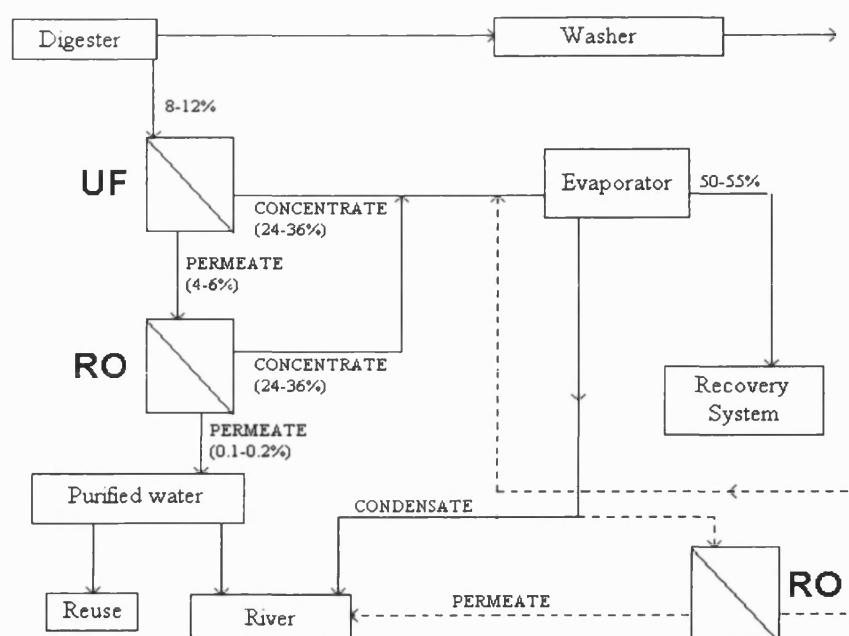 Digester
Washer
8-12%
UF
Evaporator
50-55%
CONCENTRATE
(24-36%)
PERMEATE
(4-6%)
RO
CONCENTRATE
(24-36%)
Recovery
System
PERMEATE
(0.1-0.2%)
Purified water
CONDENSATE
RO
PERMEATE
Reuse
River